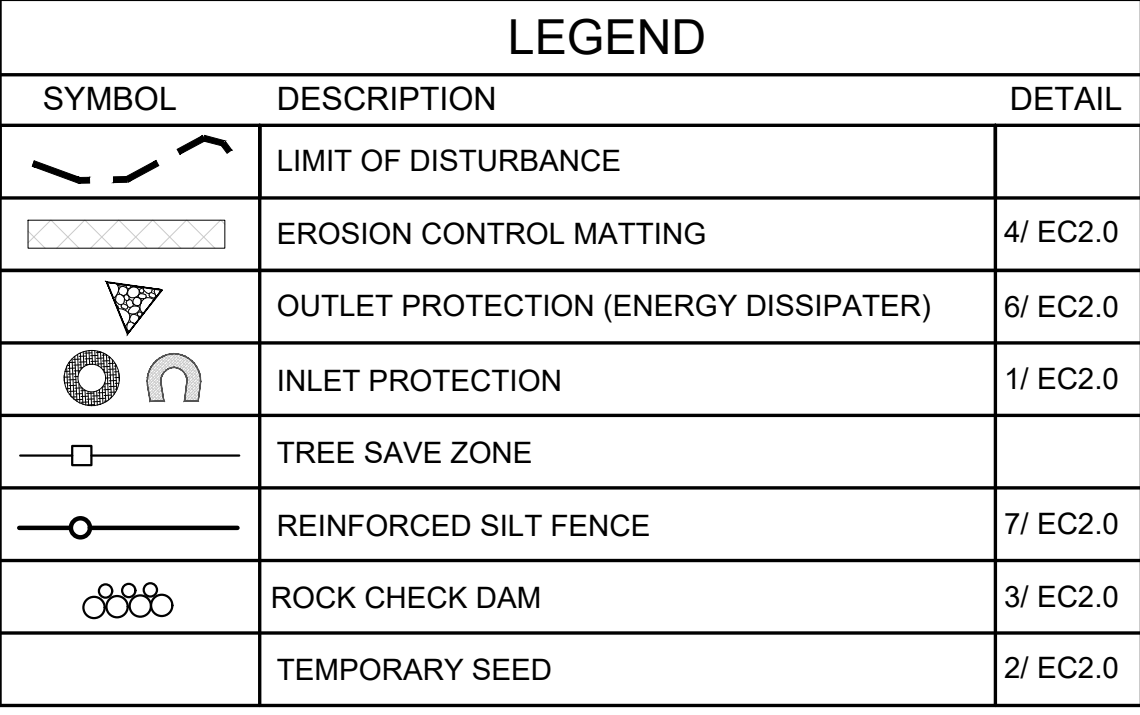 LEGEND
SYMBOL DESCRIPTION DETAIL
LIMIT OF DISTURBANCE
EROSION CONTROL MATTING 4/ EC2.0
OUTLET PROTECTION (ENERGY DISSIPATER) 6/ EC2.0
INLET PROTECTION 1/ EC2.0
TREE SAVE ZONE
REINFORCED SILT FENCE 7/ EC2.0
ROCK CHECK DAM 3/ EC2.0
TEMPORARY SEED 2/ EC2.0